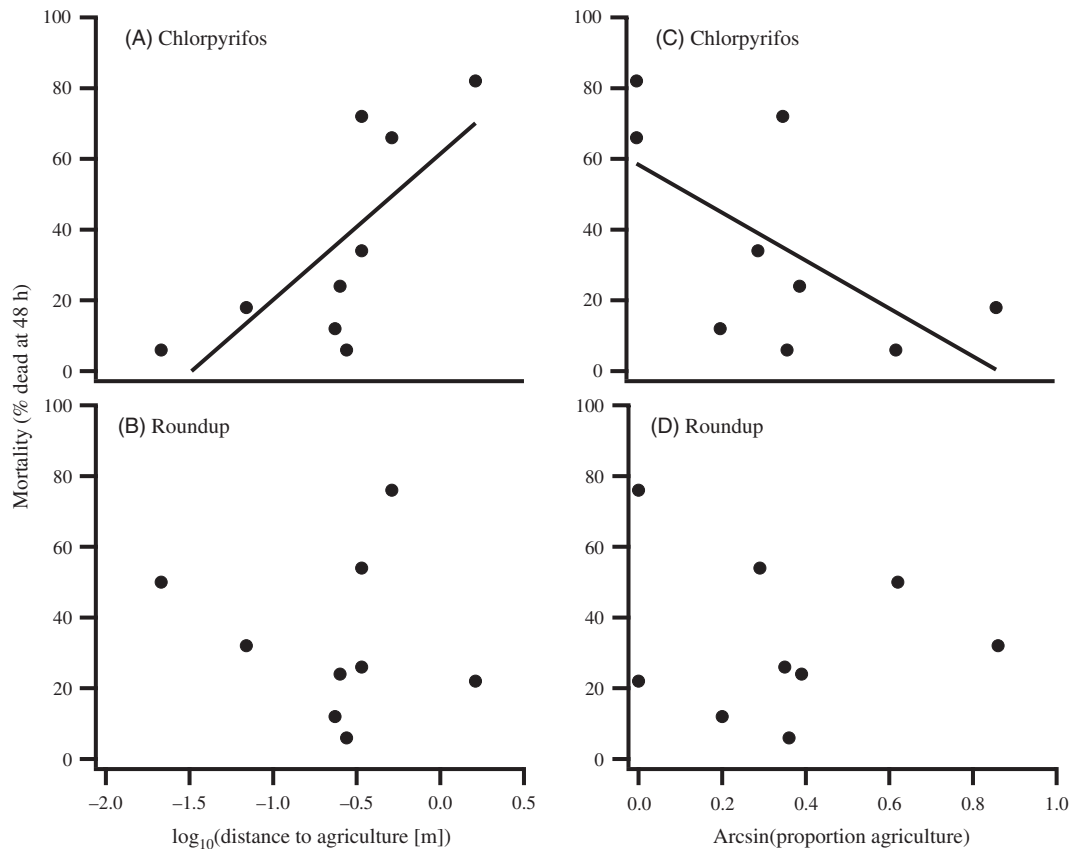 Mortality (% dead at 48 h)
(A) Chlorpyrifos
100
80
60
40
20
0
(C) Chlorpyrifos
100
80
60
40
20
0
(B) Roundup
100
80
60
40
20
0
–2.0 –1.5 –1.0 –0.5 0.0 0.5
log10(distance to agriculture [m])
(D) Roundup
100
80
60
40
20
0
0.0 0.2 0.4 0.6 0.8 1.0
Arcsin(proportion agriculture)